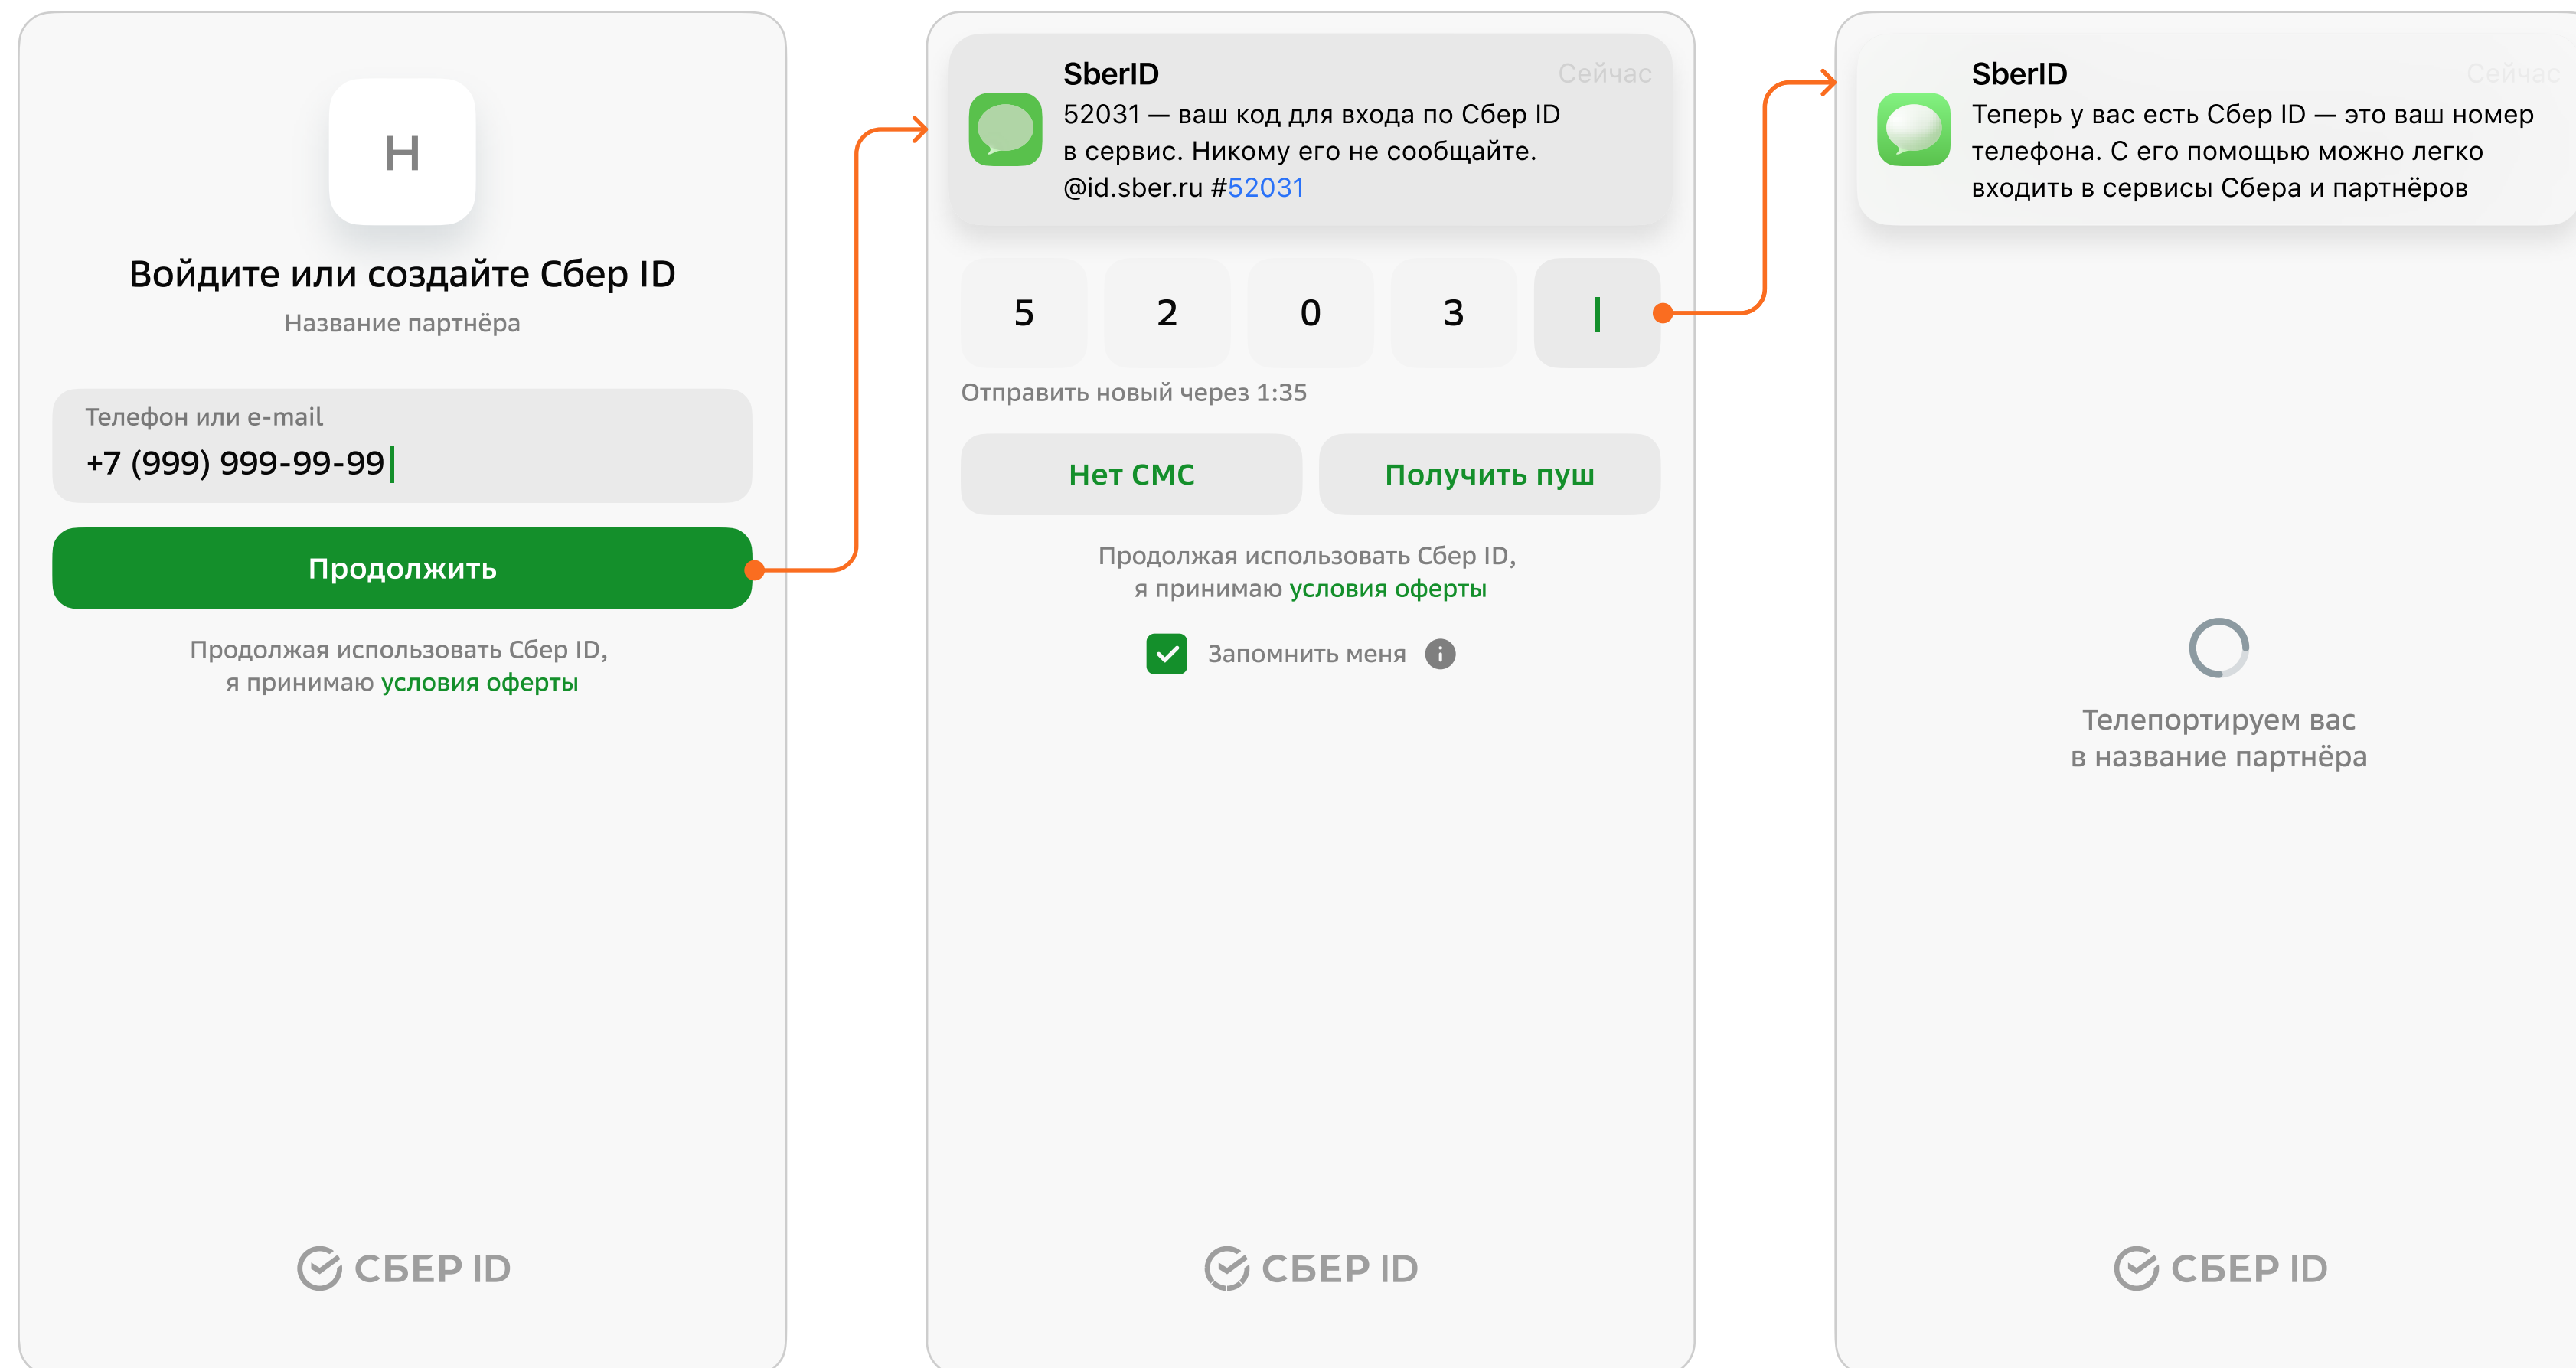 Н
Войдите или создайте Сбер ID
Название партнёра
Телефон или e-mail
+7 (999) 999-99-99
Продолжить
Продолжая использовать Сбер ID,
я принимаю условия оферты
СБЕР ID
SberID
Сейчас
52031 — ваш код для входа по Сбер ID
в сервис. Никому его не сообщайте.
@id.sber.ru #52031
5 2 0 3
Отправить новый через 1:35
Нет СМС
Получить пуш
Продолжая использовать Сбер ID,
я принимаю условия оферты
Запомнить меня
СБЕР ID
SberID
Сейчас
Теперь у вас есть Сбер ID — это ваш номер
телефона. С его помощью можно легко
входить в сервисы Сбера и партнёров
Телепортируем вас
в название партнёра
СБЕР ID